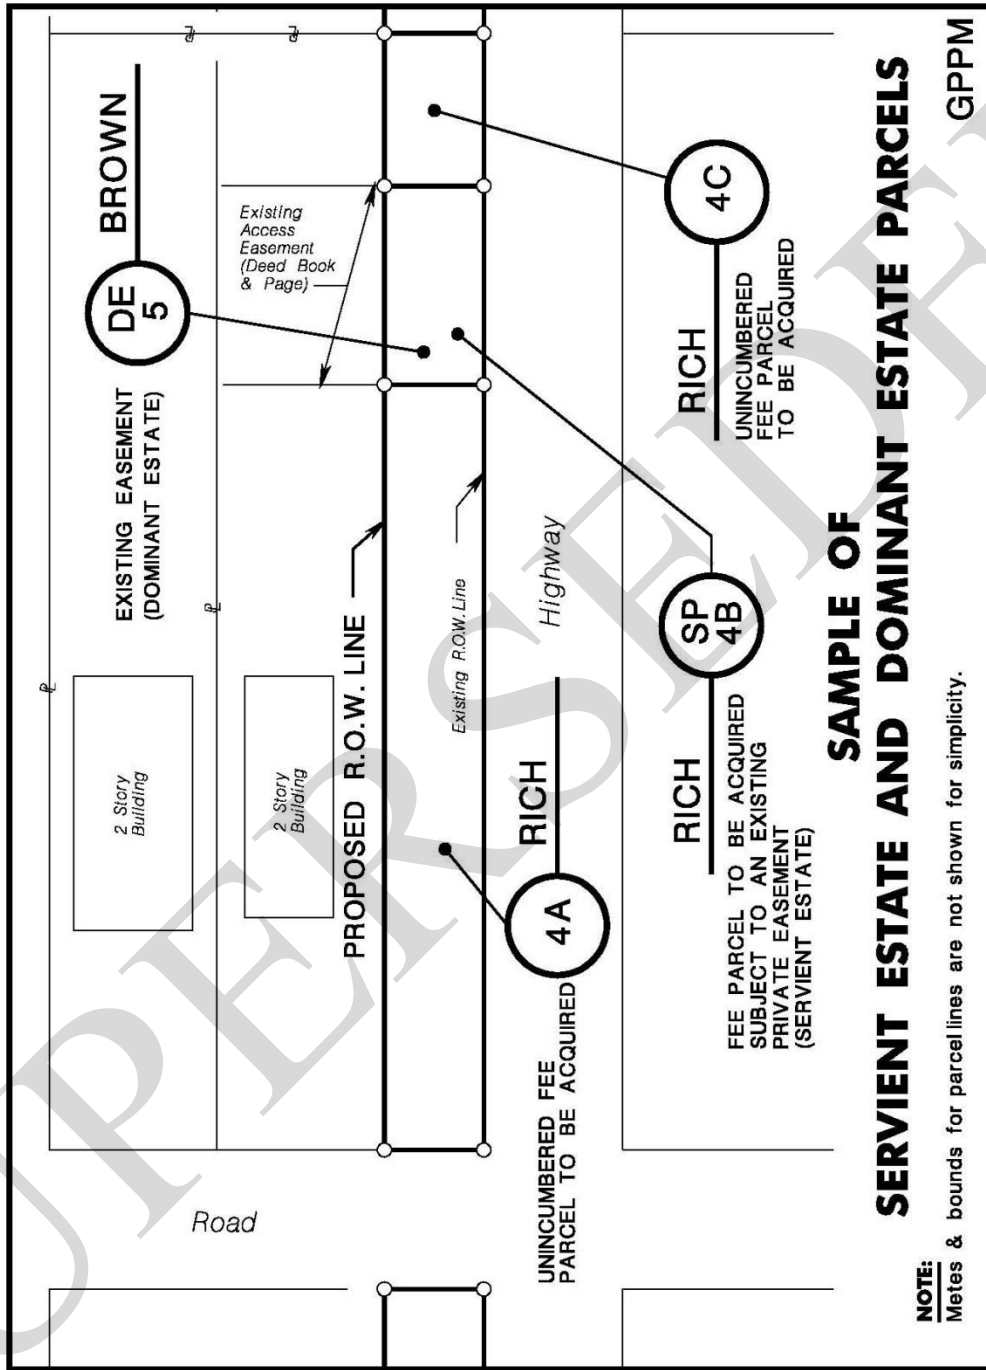 BROWN
DE
5
EXISTING EASEMENT
(DOMINANT ESTATE)
Existing
Access
Easement
(Deed Book
& Page)
2 Story
Building
2 Story
Building
PROPOSED R.O.W. LINE
Existing R.O.W. Line
Highway
Road
RICH
4A
UNINCUMBERED FEE
PARCEL TO BE ACQUIRED
RICH
SP
4B
FEE PARCEL TO BE ACQUIRED
SUBJECT TO AN EXISTING
PRIVATE EASEMENT
(SERVIENT ESTATE)
RICH
4C
UNINCUMBERED
FEE PARCEL
TO BE ACQUIRED
SAMPLE OF
SERVIENT ESTATE AND DOMINANT ESTATE PARCELS
NOTE:
Metes & bounds for parcel lines are not shown for simplicity.
GPPM